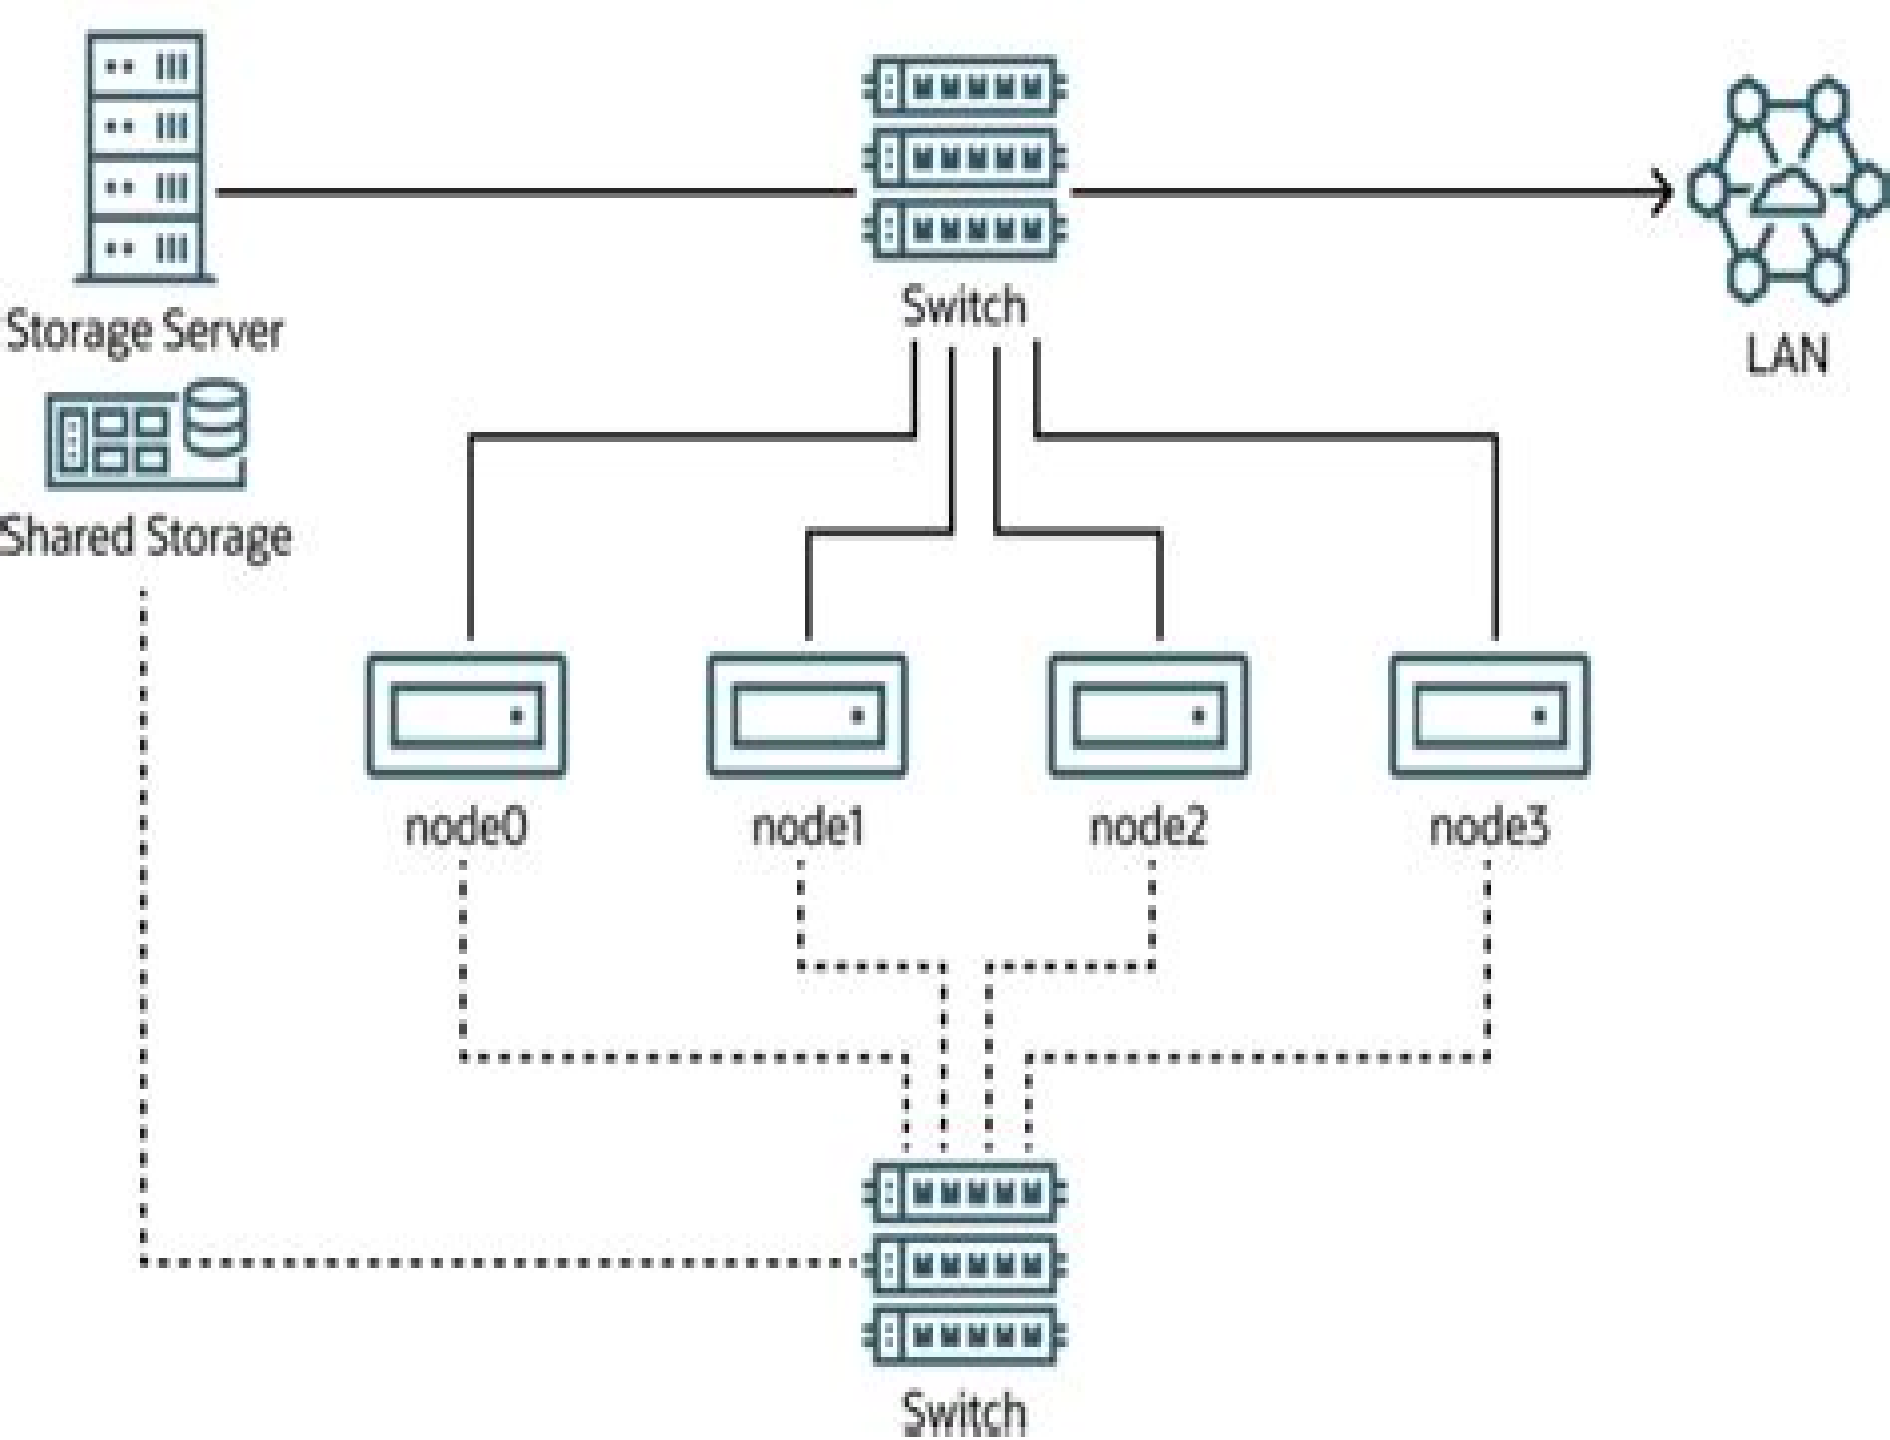 Switch
Storage Server
LAN
Shared Storage
node0
node1
node2
node3
Switch